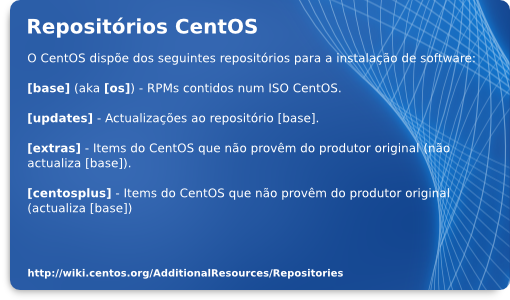 Repositórios CentOS
O CentOS dispõe dos seguintes repositórios para a instalação de software:
[base] (aka [os]) - RPMs contidos num ISO CentOS.
[updates] - Actualizações ao repositório [base].
[extras] - Items do CentOS que não provêm do produtor original (não
actualiza [base]).
[centosplus] - Items do CentOS que não provêm do produtor original
(actualiza [base])
http://wiki.centos.org/AdditionalResources/Repositories